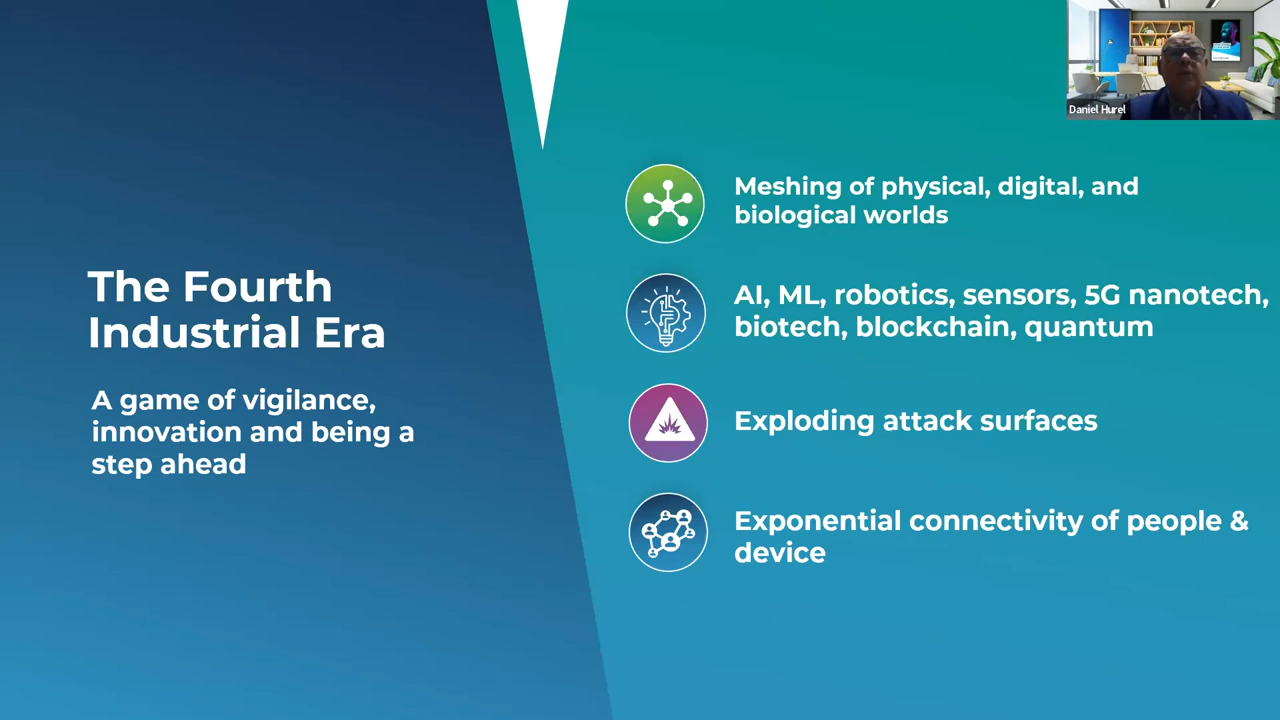 The Fourth
Industrial Era
A game of vigilance,
innovation and being a
step ahead
Meshing of physical, digital, and
biological worlds
AI, ML, robotics, sensors, 5G nanotech,
biotech, blockchain, quantum
Exploding attack surfaces
Exponential connectivity of people &
device
Daniel Hurel